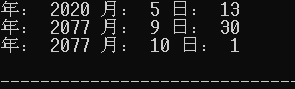 年： 2020 月： 5 日： 13
年： 2077 月： 9 日： 30
年： 2077 月： 10 日： 1
--------------------------------